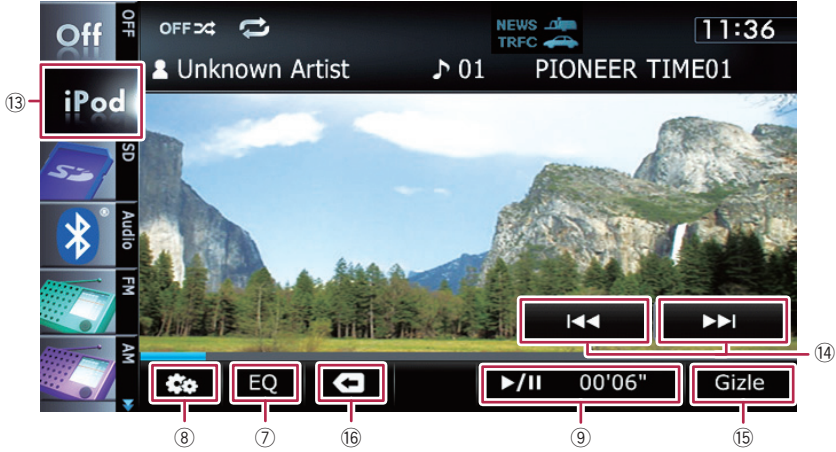 Off
OFF
OFF
NEWS
TRFC
11:36
Unknown Artist
01 PIONEER TIME01
⑬
iPod
SD
SD
Audio
®
FM
AM
⑭
EQ
00'06"
Gizle
⑧
⑦
⑯
⑨
⑮